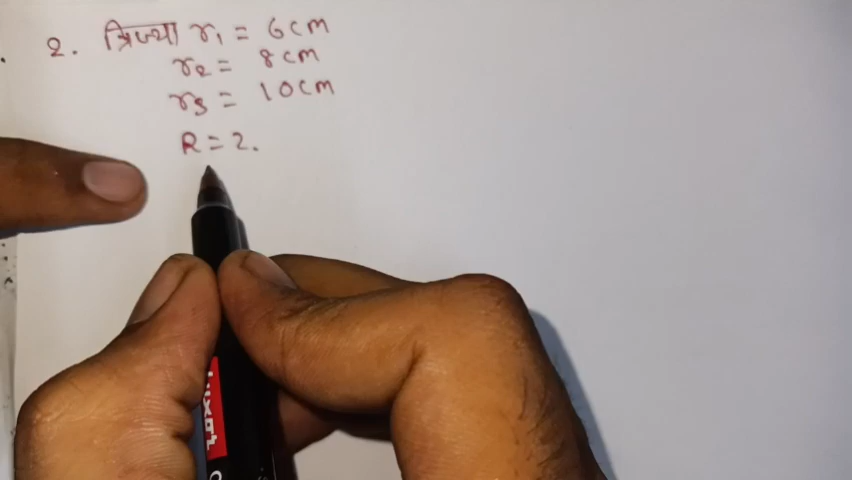 2. त्रिज्या r₁ = 6cm
r₂ = 8cm
r₃ = 10cm
R = 2.